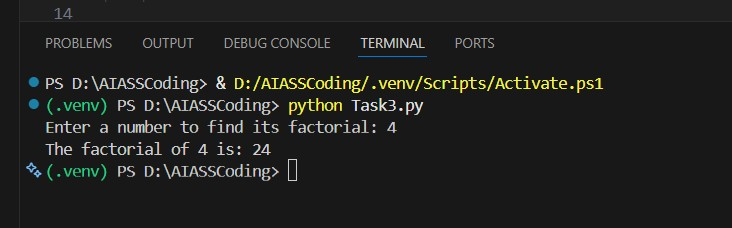 14
PROBLEMS OUTPUT DEBUG CONSOLE TERMINAL PORTS
PS D:\AIASSCoding> & D:/AIASSCoding/.venv/Scripts/Activate.ps1
(.venv) PS D:\AIASSCoding> python Task3.py
Enter a number to find its factorial: 4
The factorial of 4 is: 24
(.venv) PS D:\AIASSCoding>